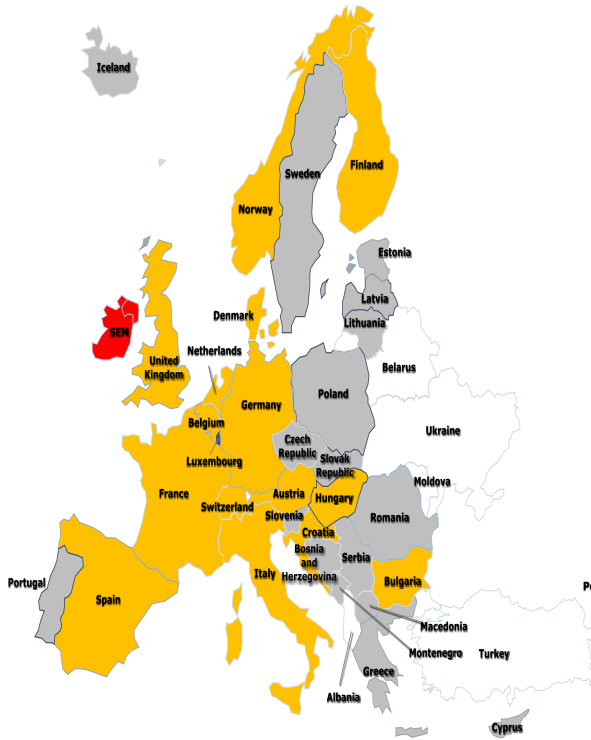 Iceland
Sweden
Finland
Norway
Estonia
Latvia
Denmark
Lithuania
SEM
Netherlands
United
Kingdom
Belarus
Poland
Germany
Belgium
Ukraine
Czech
Republic
Luxembourg
Slovak
Republic
Moldova
France
Austria
Hungary
Switzerland
Slovenia
Romania
Croatia
Bosnia
and
Herzegovina
Serbia
Italy
Portugal
Bulgaria
Spain
Macedonia
Montenegro
Turkey
Greece
Albania
Cyprus